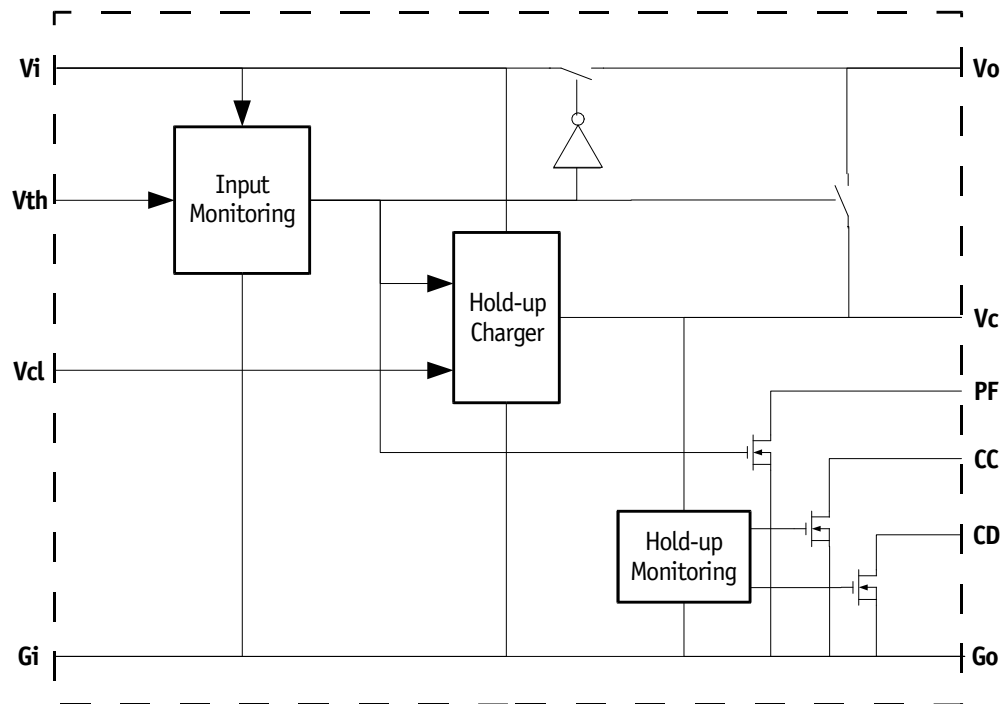 Vi
Vo
Input
Monitoring
Vth
Hold-up
Charger
Vc
Vcl
PF
CC
Hold-up
Monitoring
CD
Gi
Go